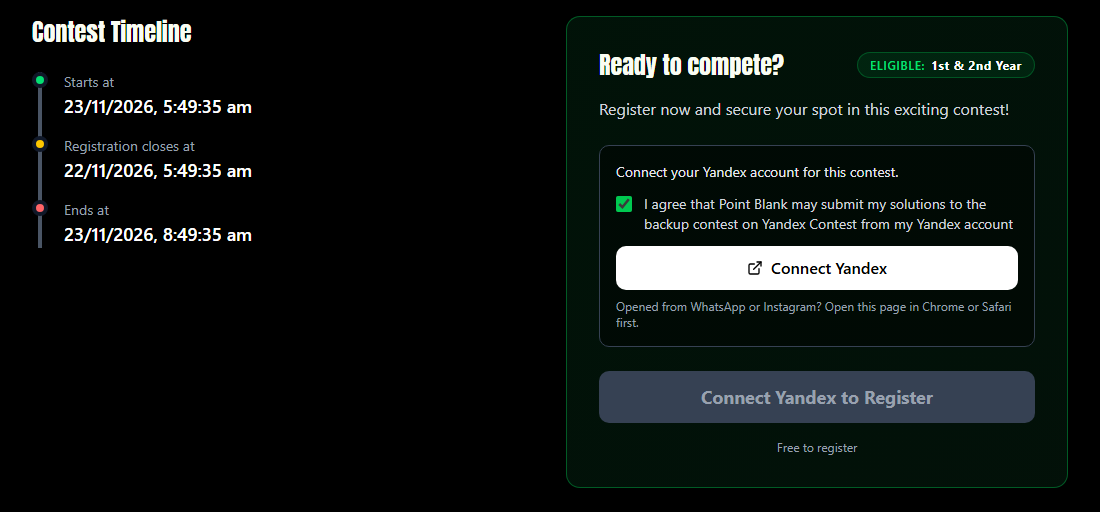 Contest Timeline
Starts at
23/11/2026, 5:49:35 am
Registration closes at
22/11/2026, 5:49:35 am
Ends at
23/11/2026, 8:49:35 am
Ready to compete?
ELIGIBLE: 1st & 2nd Year
Register now and secure your spot in this exciting contest!
Connect your Yandex account for this contest.
I agree that Point Blank may submit my solutions to the
backup contest on Yandex Contest from my Yandex account
Connect Yandex
Opened from WhatsApp or Instagram? Open this page in Chrome or Safari
first.
Connect Yandex to Register
Free to register